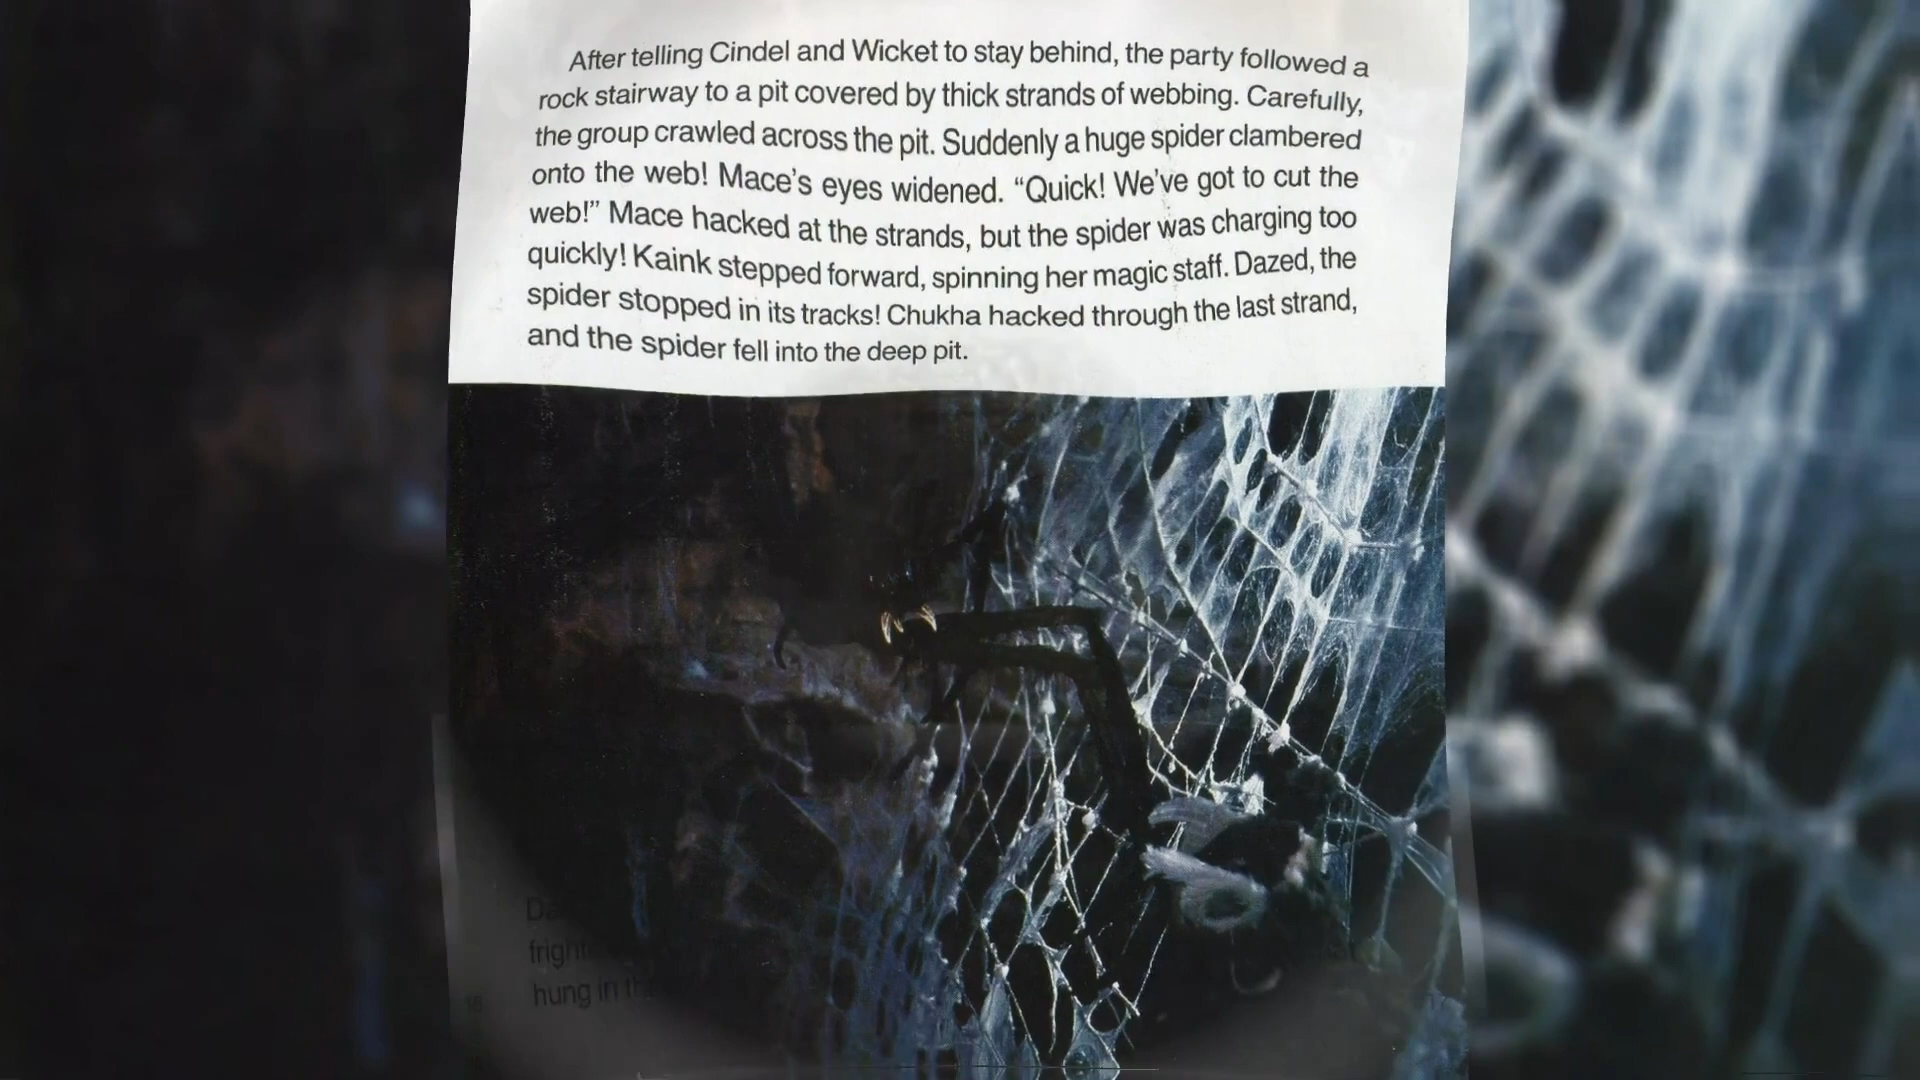 After telling Cindel and Wicket to stay behind, the party followed a
rock stairway to a pit covered by thick strands of webbing. Carefully,
the group crawled across the pit. Suddenly a huge spider clambered
onto the web! Mace's eyes widened. “Quick! We've got to cut the
web!” Mace hacked at the strands, but the spider was charging too
quickly! Kaink stepped forward, spinning her magic staff. Dazed, the
spider stopped in its tracks! Chukha hacked through the last strand,
and the spider fell into the deep pit.
hung in